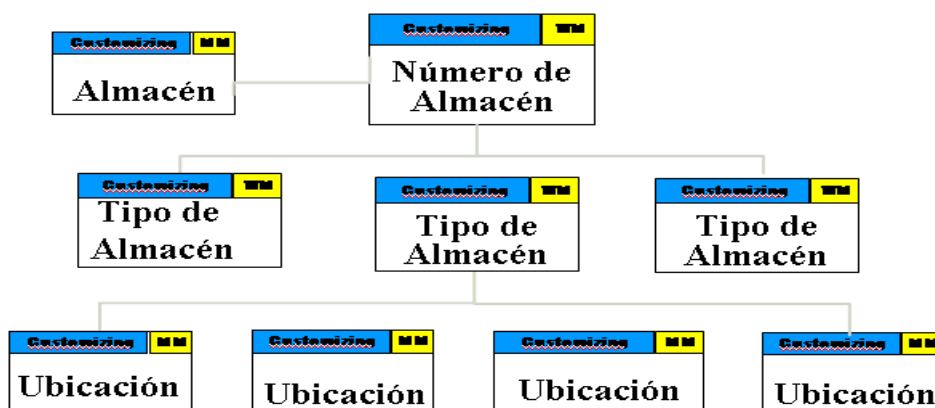 Customizing MM
Almacén
Customizing WM
Número de
Almacén
Customizing WM
Tipo de
Almacén
Customizing WM
Tipo de
Almacén
Customizing WM
Tipo de
Almacén
Customizing MM
Ubicación
Customizing MM
Ubicación
Customizing MM
Ubicación
Customizing MM
Ubicación